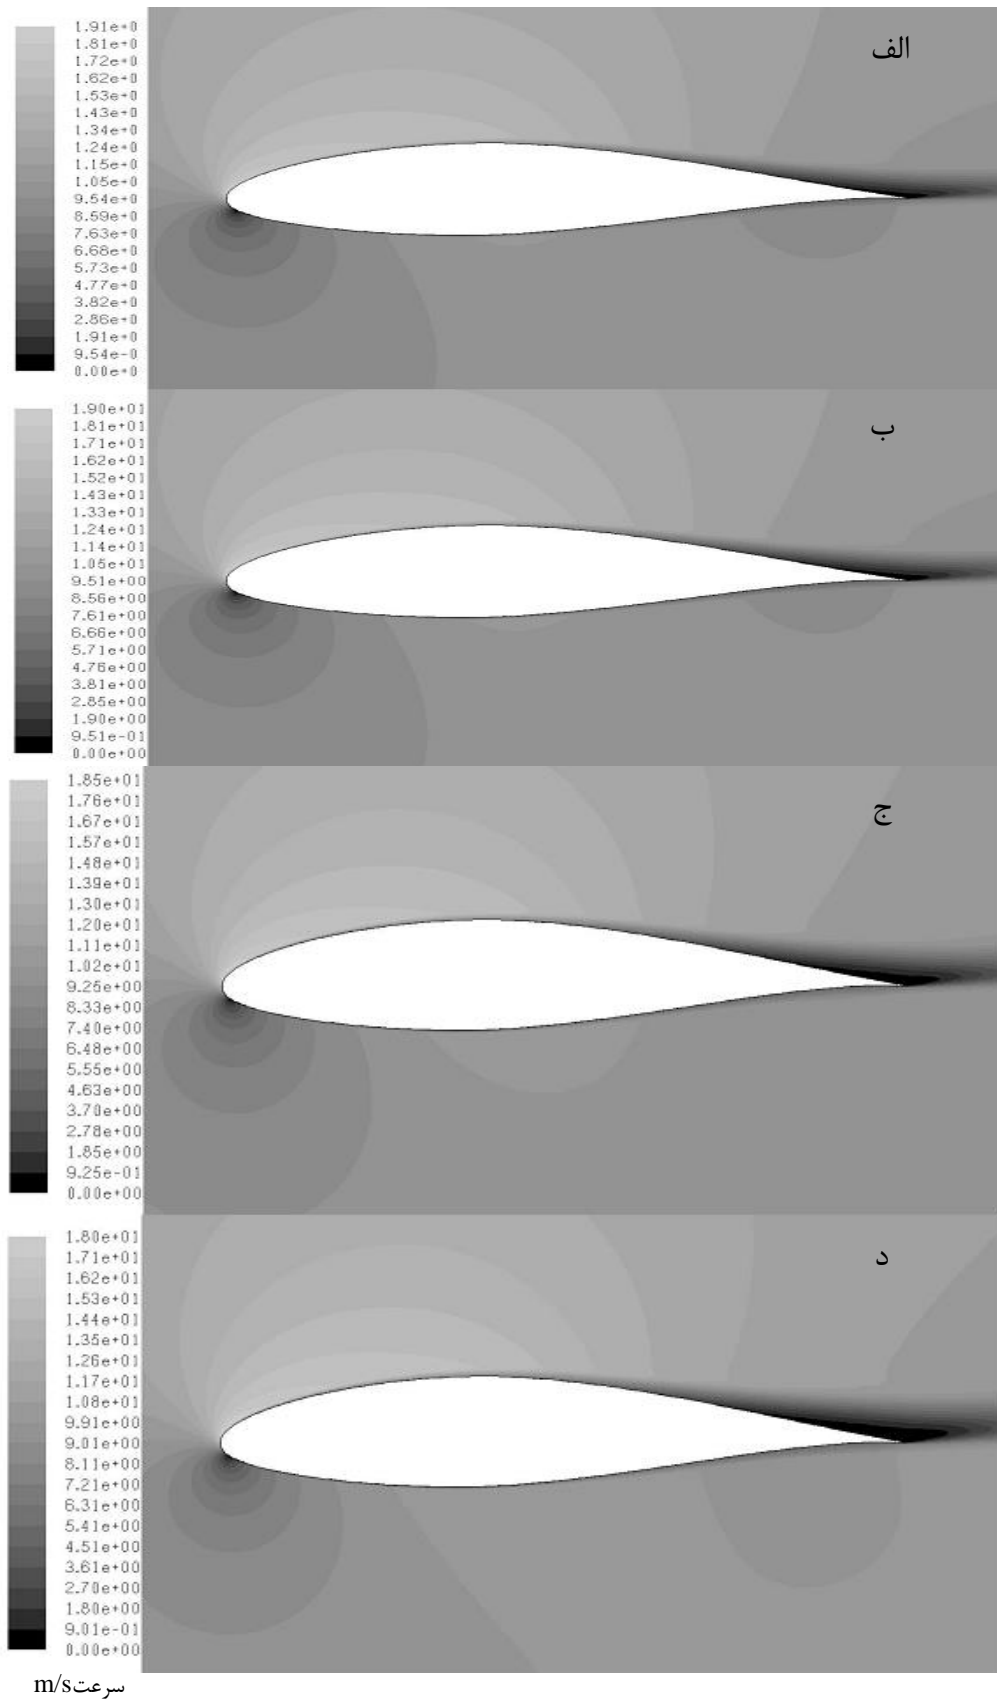 الف
1.91e+0
1.81e+0
1.72e+0
1.62e+0
1.53e+0
1.43e+0
1.34e+0
1.24e+0
1.15e+0
1.05e+0
9.54e+0
8.59e+0
7.63e+0
6.68e+0
5.73e+0
4.77e+0
3.82e+0
2.86e+0
1.91e+0
9.54e-0
0.00e+0
ب
1.90e+01
1.81e+01
1.71e+01
1.62e+01
1.52e+01
1.43e+01
1.33e+01
1.24e+01
1.14e+01
1.05e+01
9.51e+00
8.56e+00
7.61e+00
6.66e+00
5.71e+00
4.76e+00
3.81e+00
2.85e+00
1.90e+00
9.51e-01
0.00e+00
ج
1.85e+01
1.76e+01
1.67e+01
1.57e+01
1.48e+01
1.39e+01
1.30e+01
1.20e+01
1.11e+01
1.02e+01
9.25e+00
8.33e+00
7.40e+00
6.48e+00
5.55e+00
4.63e+00
3.70e+00
2.78e+00
1.85e+00
9.25e-01
0.00e+00
د
1.80e+01
1.71e+01
1.62e+01
1.53e+01
1.44e+01
1.35e+01
1.26e+01
1.17e+01
1.08e+01
9.91e+00
9.01e+00
8.11e+00
7.21e+00
6.31e+00
5.41e+00
4.51e+00
3.61e+00
2.70e+00
1.80e+00
9.01e-01
0.00e+00
سرعت m/s